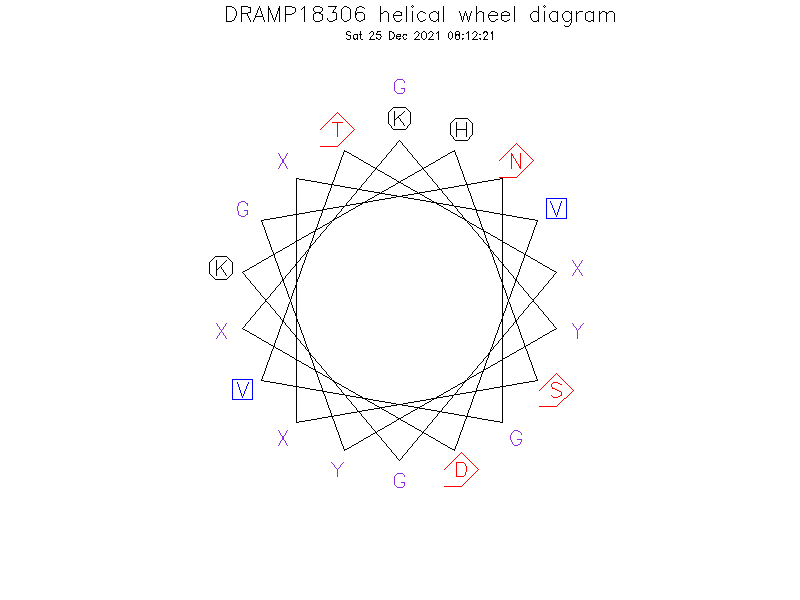 DRAMP18306 helical wheel diagram
Sat 25 Dec 2021 08:12:21
G
K
T H
X N
G V
K X
X Y
V S
X G
Y D
G